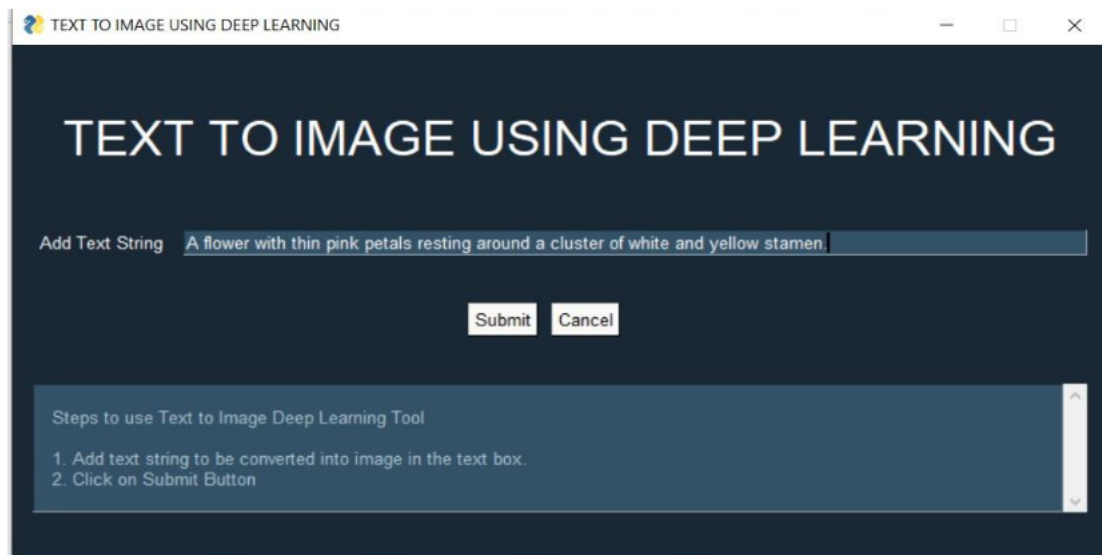 TEXT TO IMAGE USING DEEP LEARNING
TEXT TO IMAGE USING DEEP LEARNING
Add Text String A flower with thin pink petals resting around a cluster of white and yellow stamen.
Submit Cancel
Steps to use Text to Image Deep Learning Tool
1. Add text string to be converted into image in the text box.
2. Click on Submit Button